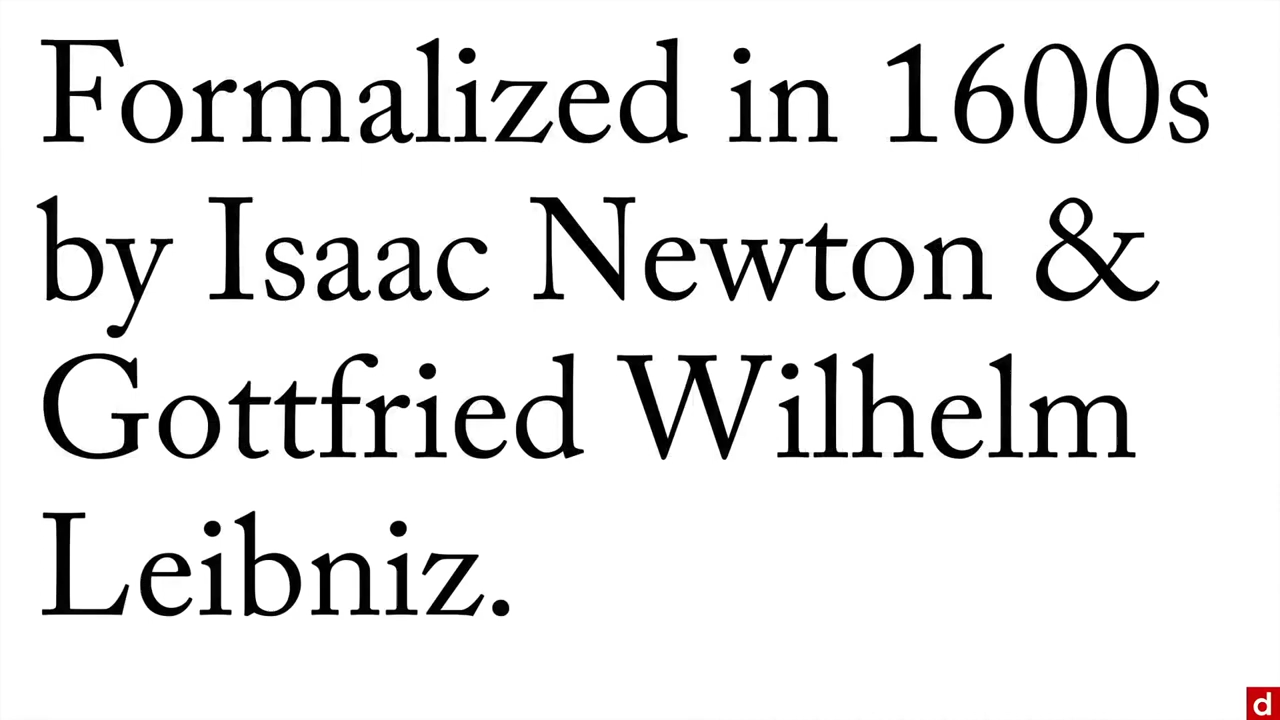 Formalized in 1600s
by Isaac Newton &
Gottfried Wilhelm
Leibniz.
d